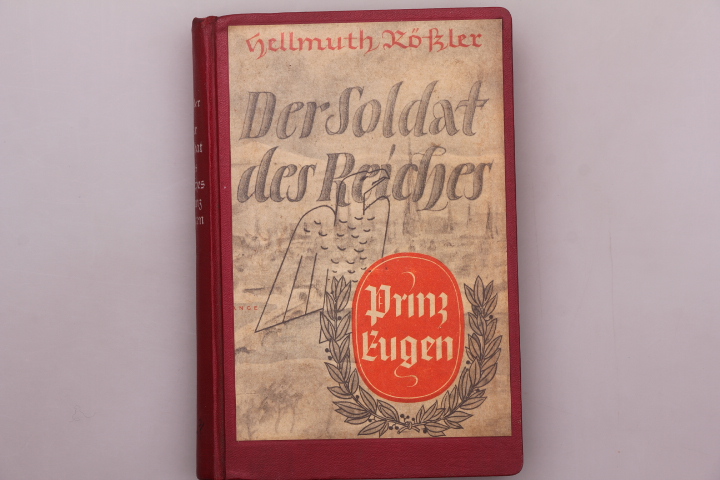 Hellmuth Rößler
Der Soldat
des Reiches
Prinz
Eugen